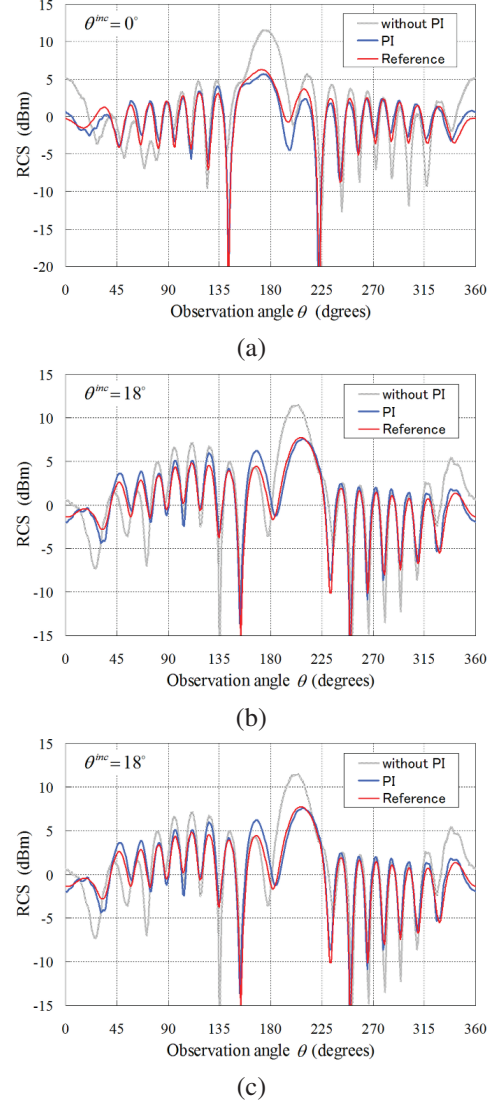 15
θ^inc = 0°
without PI
10
PI
Reference
5
0
RCS (dBm)
-5
-10
-15
-20
0 45 90 135 180 225 270 315 360
Observation angle θ (dgrees)
(a)
15
θ^inc = 18°
without PI
10
PI
Reference
5
0
RCS (dBm)
-5
-10
-15
0 45 90 135 180 225 270 315 360
Observation angle θ (degrees)
(b)
15
θ^inc = 18°
without PI
10
PI
Reference
5
0
RCS (dBm)
-5
-10
-15
0 45 90 135 180 225 270 315 360
Observation angle θ (degrees)
(c)